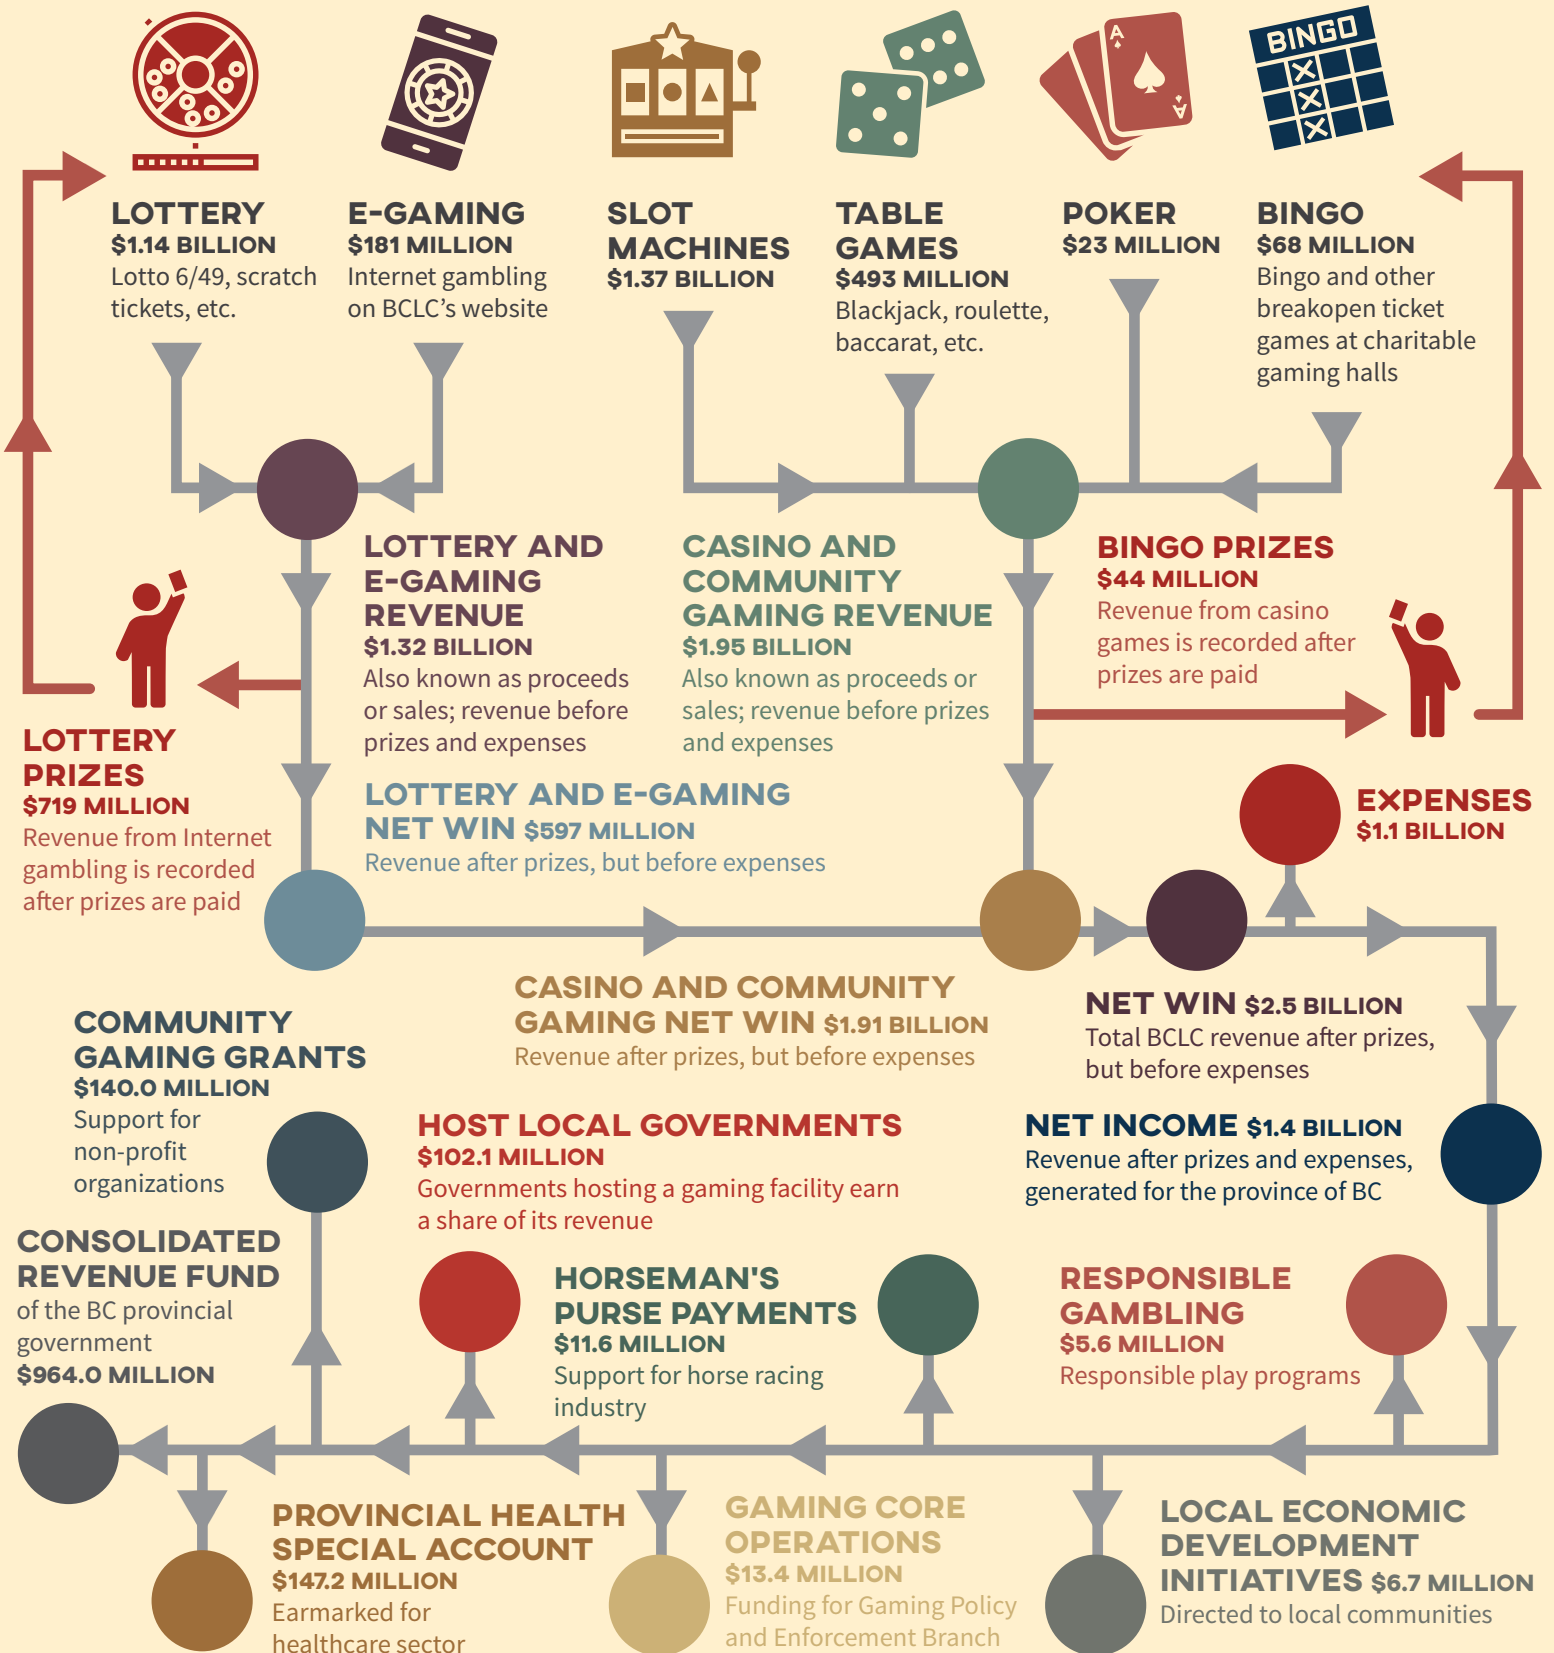 BINGO
A
A
LOTTERY
$1.14 BILLION
Lotto 6/49, scratch
tickets, etc.
E-GAMING
$181 MILLION
Internet gambling
on BCLC’s website
SLOT
MACHINES
$1.37 BILLION
TABLE
GAMES
$493 MILLION
Blackjack, roulette,
baccarat, etc.
POKER
$23 MILLION
BINGO
$68 MILLION
Bingo and other
breakopen ticket
games at charitable
gaming halls
LOTTERY AND
E-GAMING
REVENUE
$1.32 BILLION
Also known as proceeds
or sales; revenue before
prizes and expenses
CASINO AND
COMMUNITY
GAMING REVENUE
$1.95 BILLION
Also known as proceeds or
sales; revenue before prizes
and expenses
BINGO PRIZES
$44 MILLION
Revenue from casino
games is recorded after
prizes are paid
LOTTERY
PRIZES
$719 MILLION
Revenue from Internet
gambling is recorded
after prizes are paid
LOTTERY AND E-GAMING
NET WIN $597 MILLION
Revenue after prizes, but before expenses
EXPENSES
$1.1 BILLION
CASINO AND COMMUNITY
GAMING NET WIN $1.91 BILLION
Revenue after prizes, but before expenses
NET WIN $2.5 BILLION
Total BCLC revenue after prizes,
but before expenses
COMMUNITY
GAMING GRANTS
$140.0 MILLION
Support for
non-profit
organizations
HOST LOCAL GOVERNMENTS
$102.1 MILLION
Governments hosting a gaming facility earn
a share of its revenue
NET INCOME $1.4 BILLION
Revenue after prizes and expenses,
generated for the province of BC
CONSOLIDATED
REVENUE FUND
of the BC provincial
government
$964.0 MILLION
HORSEMAN'S
PURSE PAYMENTS
$11.6 MILLION
Support for horse racing
industry
RESPONSIBLE
GAMBLING
$5.6 MILLION
Responsible play programs
PROVINCIAL HEALTH
SPECIAL ACCOUNT
$147.2 MILLION
Earmarked for
healthcare sector
GAMING CORE
OPERATIONS
$13.4 MILLION
Funding for Gaming Policy
and Enforcement Branch
LOCAL ECONOMIC
DEVELOPMENT
INITIATIVES $6.7 MILLION
Directed to local communities